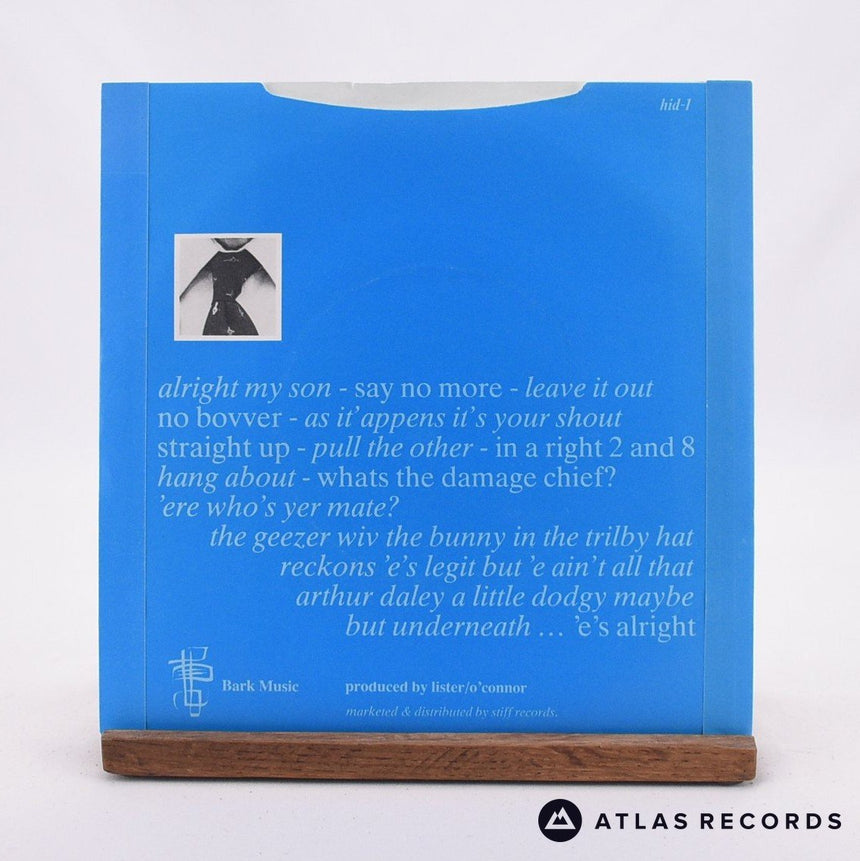 hid-1
alright my son - say no more - leave it out
no bovver - as it'appens it's your shout
straight up - pull the other - in a right 2 and 8
hang about - whats the damage chief?
'ere who's yer mate?
the geezer wiv the bunny in the trilby hat
reckons 'e's legit but 'e ain't all that
arthur daley a little dodgy maybe
but underneath ... 'e's alright
Bark Music
produced by lister/o'connor
marketed & distributed by stiff records.
ATLAS RECORDS